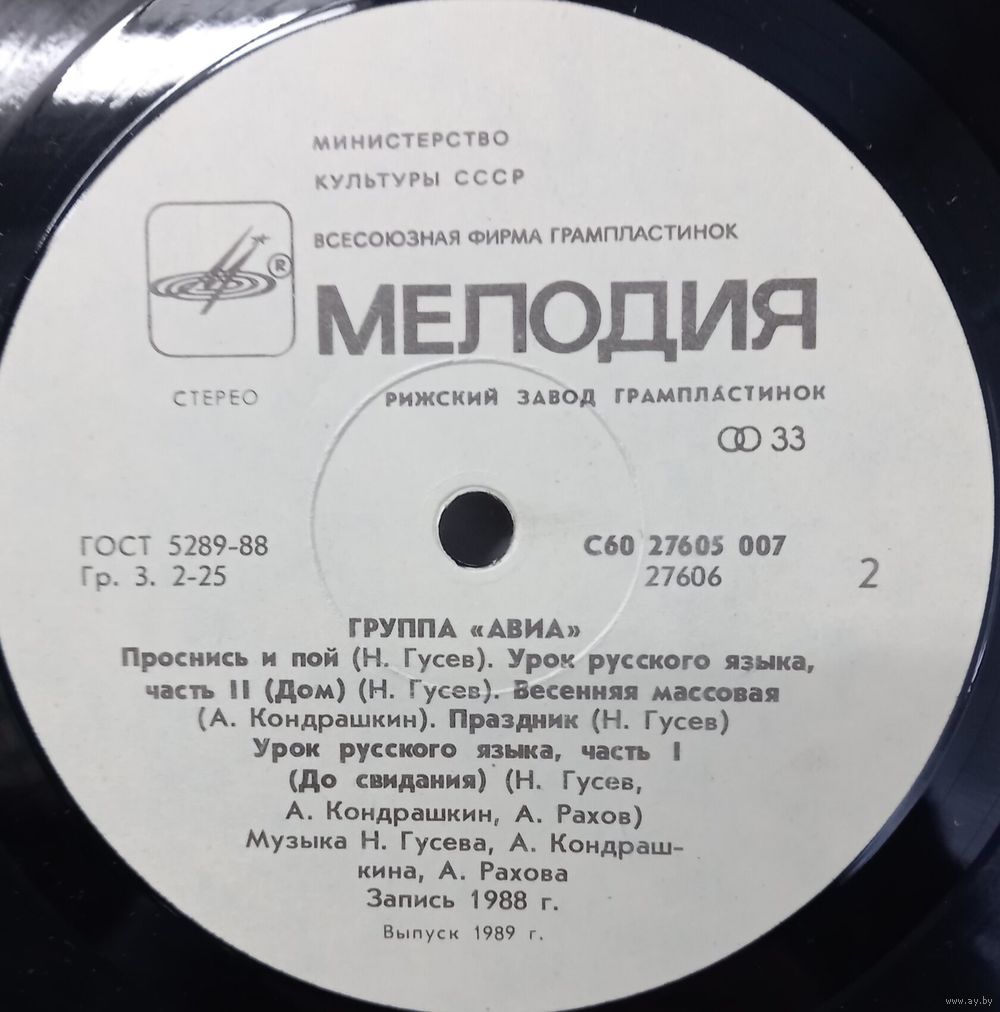 МИНИСТЕРСТВО
КУЛЬТУРЫ СССР
ВСЕСОЮЗНАЯ ФИРМА ГРАМПЛАСТИНОК
®
МЕЛОДИЯ
СТЕРЕО
РИЖСКИЙ ЗАВОД ГРАМПЛАСТИНОК
33
ГОСТ 5289-88
Гр. 3. 2-25
С60 27605 007
27606
2
ГРУППА «АВИА»
Проснись и пой (Н. Гусев). Урок русского языка,
часть II (Дом) (Н. Гусев). Весенняя массовая
(А. Кондрашкин). Праздник (Н. Гусев)
Урок русского языка, часть I
(До свидания) (Н. Гусев,
А. Кондрашкин, А. Рахов)
Музыка Н. Гусева, А. Кондраш-
кина, А. Рахова
Запись 1988 г.
Выпуск 1989 г.
www.ay.by